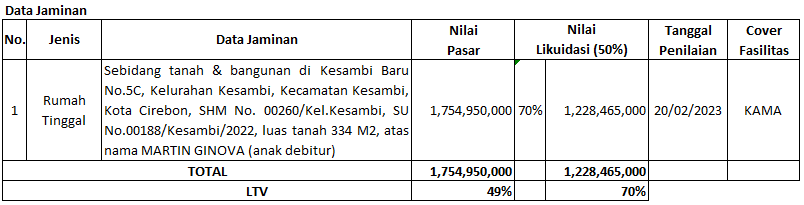 Data Jaminan
No. Jenis Data Jaminan Nilai Pasar Nilai Likuidasi (50%) Tanggal Penilaian Cover Fasilitas
1 Rumah Tinggal
Sebidang tanah & bangunan di Kesambi Baru
No.5C, Kelurahan Kesambi, Kecamatan Kesambi,
Kota Cirebon, SHM No. 00260/Kel.Kesambi, SU
No.00188/Kesambi/2022, luas tanah 334 M2, atas
nama MARTIN GINOVA (anak debitur)
1,754,950,000 70% 1,228,465,000 20/02/2023 KAMA
TOTAL 1,754,950,000 1,228,465,000
LTV 49% 70%